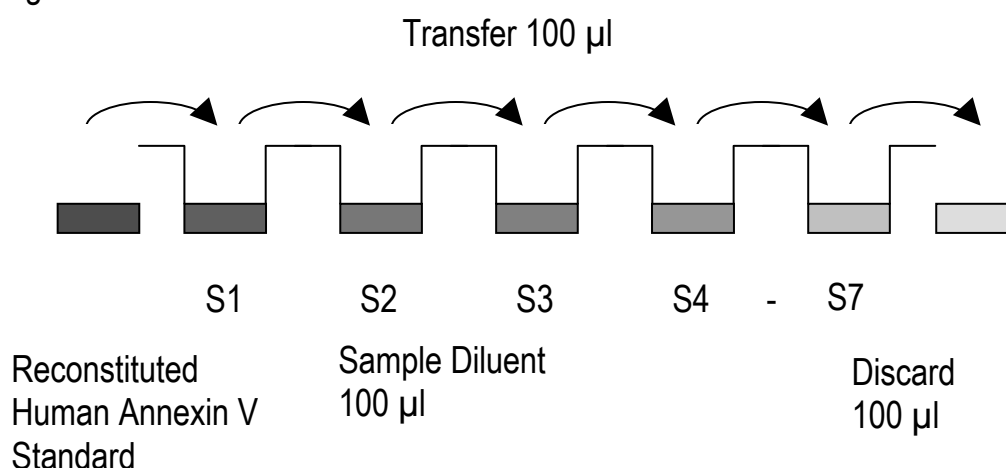 Transfer 100 µl
S1 S2 S3 S4 - S7
Reconstituted
Human Annexin V
Standard
Sample Diluent
100 µl
Discard
100 µl